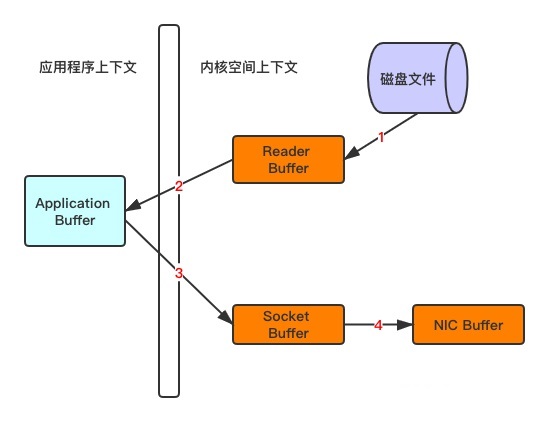 应用程序上下文
内核空间上下文
磁盘文件
1
Reader
Buffer
2
Application
Buffer
3
Socket
Buffer
4
NIC Buffer